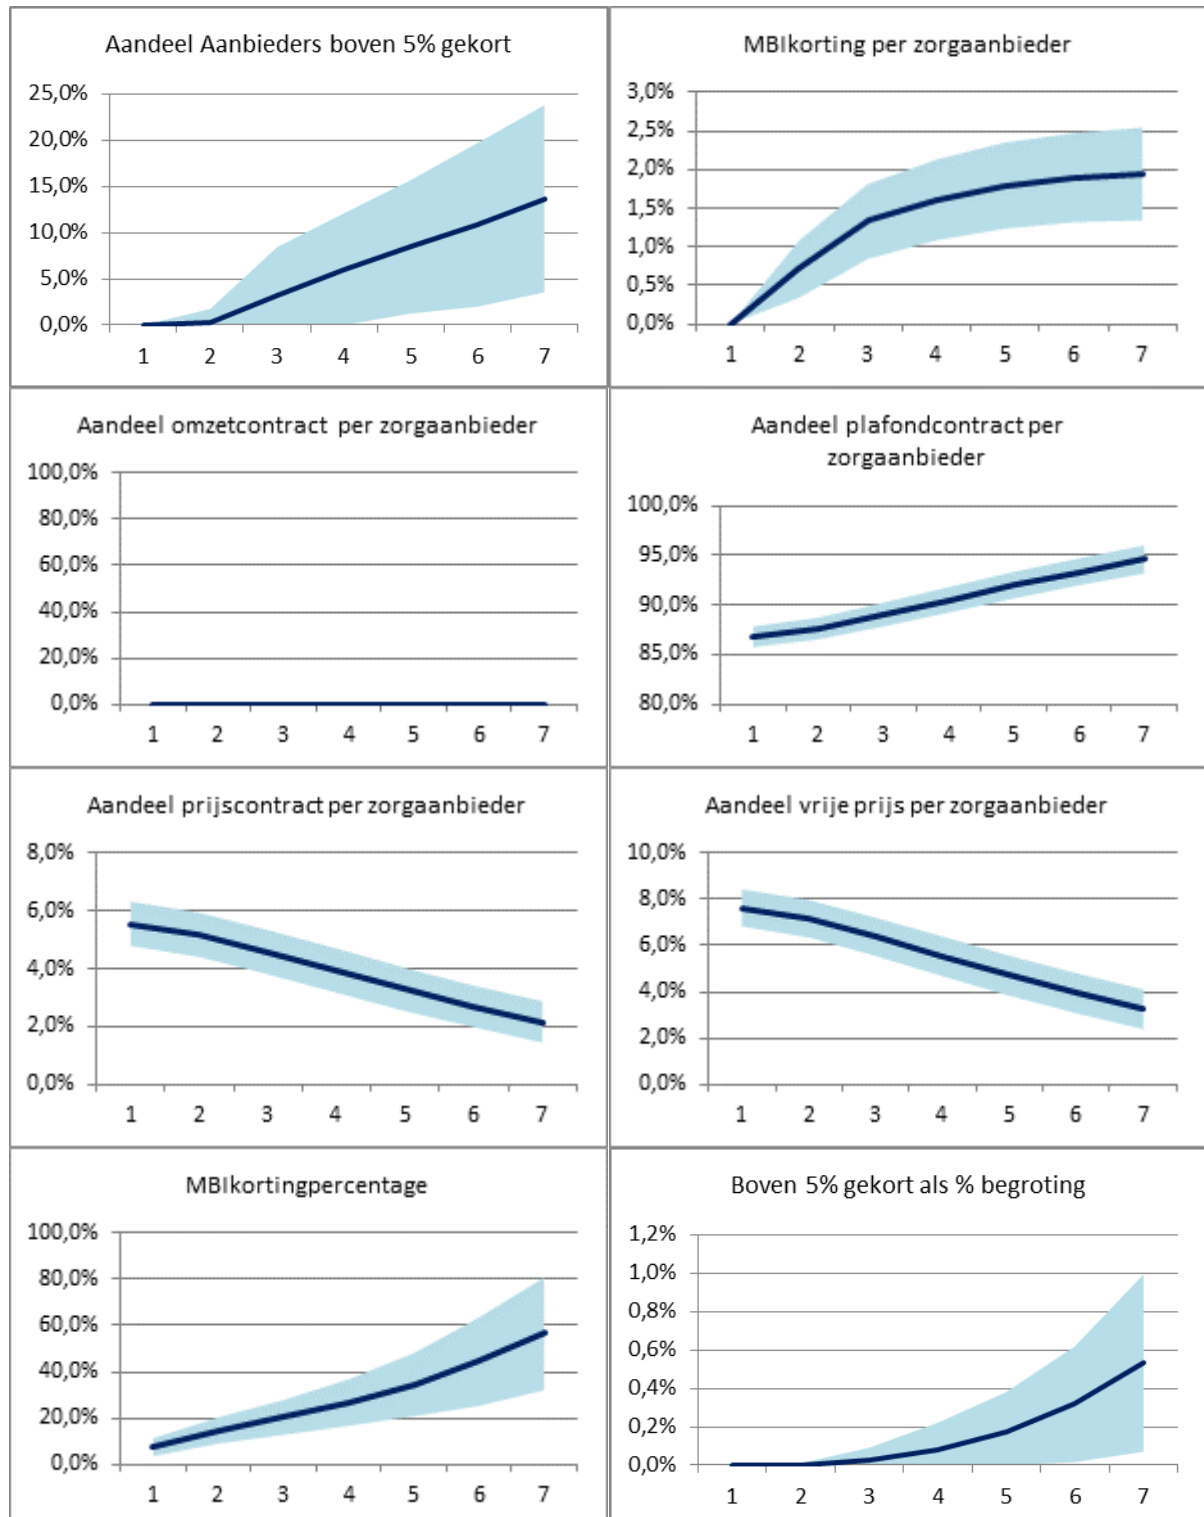 Aandeel Aanbieders boven 5% gekort
25,0%
20,0%
15,0%
10,0%
5,0%
0,0%
1 2 3 4 5 6 7
MBIkorting per zorgaanbieder
3,0%
2,5%
2,0%
1,5%
1,0%
0,5%
0,0%
1 2 3 4 5 6 7
Aandeel omzetcontract per zorgaanbieder
100,0%
80,0%
60,0%
40,0%
20,0%
0,0%
1 2 3 4 5 6 7
Aandeel plafondcontract per
zorgaanbieder
100,0%
95,0%
90,0%
85,0%
80,0%
1 2 3 4 5 6 7
Aandeel prijscontract per zorgaanbieder
8,0%
6,0%
4,0%
2,0%
0,0%
1 2 3 4 5 6 7
Aandeel vrije prijs per zorgaanbieder
10,0%
8,0%
6,0%
4,0%
2,0%
0,0%
1 2 3 4 5 6 7
MBIkortingpercentage
100,0%
80,0%
60,0%
40,0%
20,0%
0,0%
1 2 3 4 5 6 7
Boven 5% gekort als % begroting
1,2%
1,0%
0,8%
0,6%
0,4%
0,2%
0,0%
1 2 3 4 5 6 7